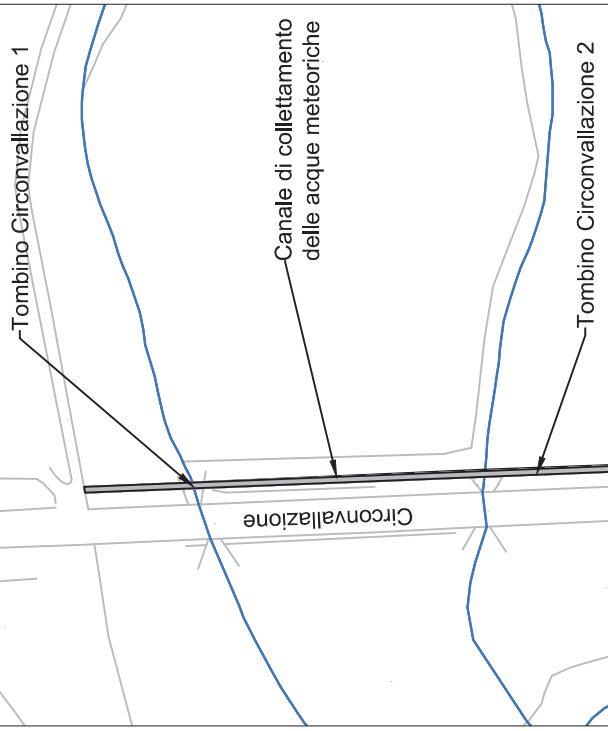 Tombino Circonvallazione 1
Canale di collettamento
delle acque meteoriche
Tombino Circonvallazione 2
Circonvallazione